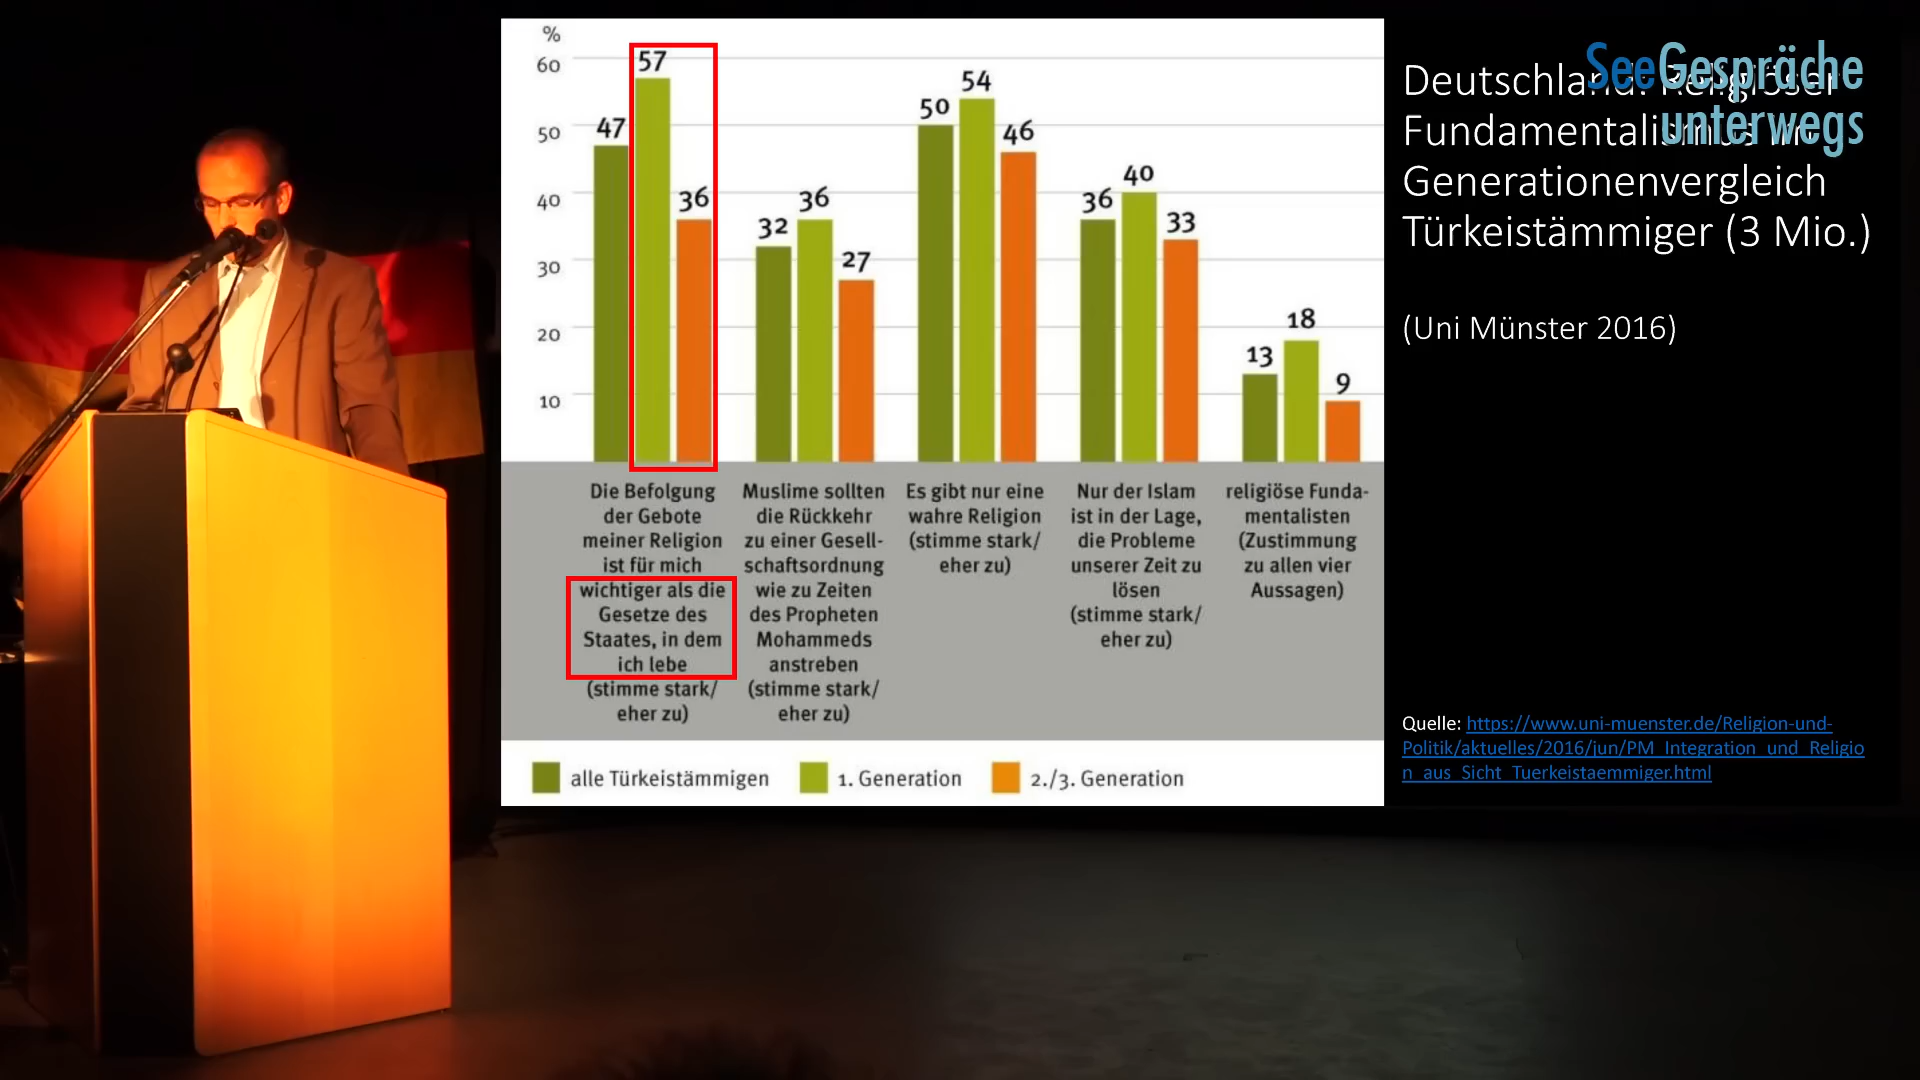 %
60
50
40
30
20
10
47
57
36
32
36
27
50
54
46
36
40
33
13
18
9
Die Befolgung
der Gebote
meiner Religion
ist für mich
wichtiger als die
Gesetze des
Staates, in dem
ich lebe
(stimme stark/
eher zu)
Muslime sollten
die Rückkehr
zu einer Gesell-
schaftsordnung
wie zu Zeiten
des Propheten
Mohammeds
anstreben
(stimme stark/
eher zu)
Es gibt nur eine
wahre Religion
(stimme stark/
eher zu)
Nur der Islam
ist in der Lage,
die Probleme
unserer Zeit zu
lösen
(stimme stark/
eher zu)
religiöse Funda-
mentalisten
(Zustimmung
zu allen vier
Aussagen)
alle Türkeistämmigen
1. Generation
2./3. Generation
SeeGespräche
unterwegs
Deutschland: Religiöser
Fundamentalismus im
Generationenvergleich
Türkeistämmiger (3 Mio.)
(Uni Münster 2016)
Quelle: https://www.uni-muenster.de/Religion-und-
Politik/aktuelles/2016/jun/PM_Integration_und_Religio
n_aus_Sicht_Tuerkeistaemmiger.html